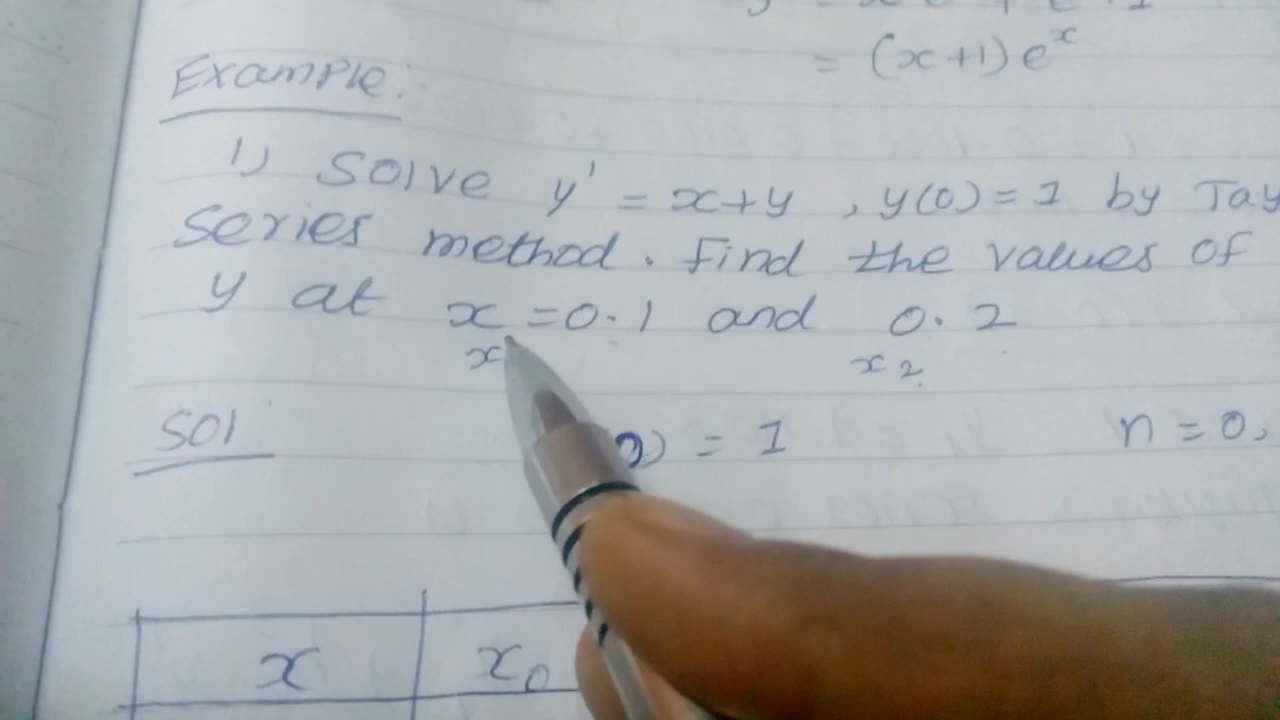 = (x+1) e^x
Example:-
1) Solve y' = x+y , y(0) = 1 by Tay
series method. Find the values of
y at x = 0.1 and 0.2
x x2
Sol ) = 1 n = 0,
x x0